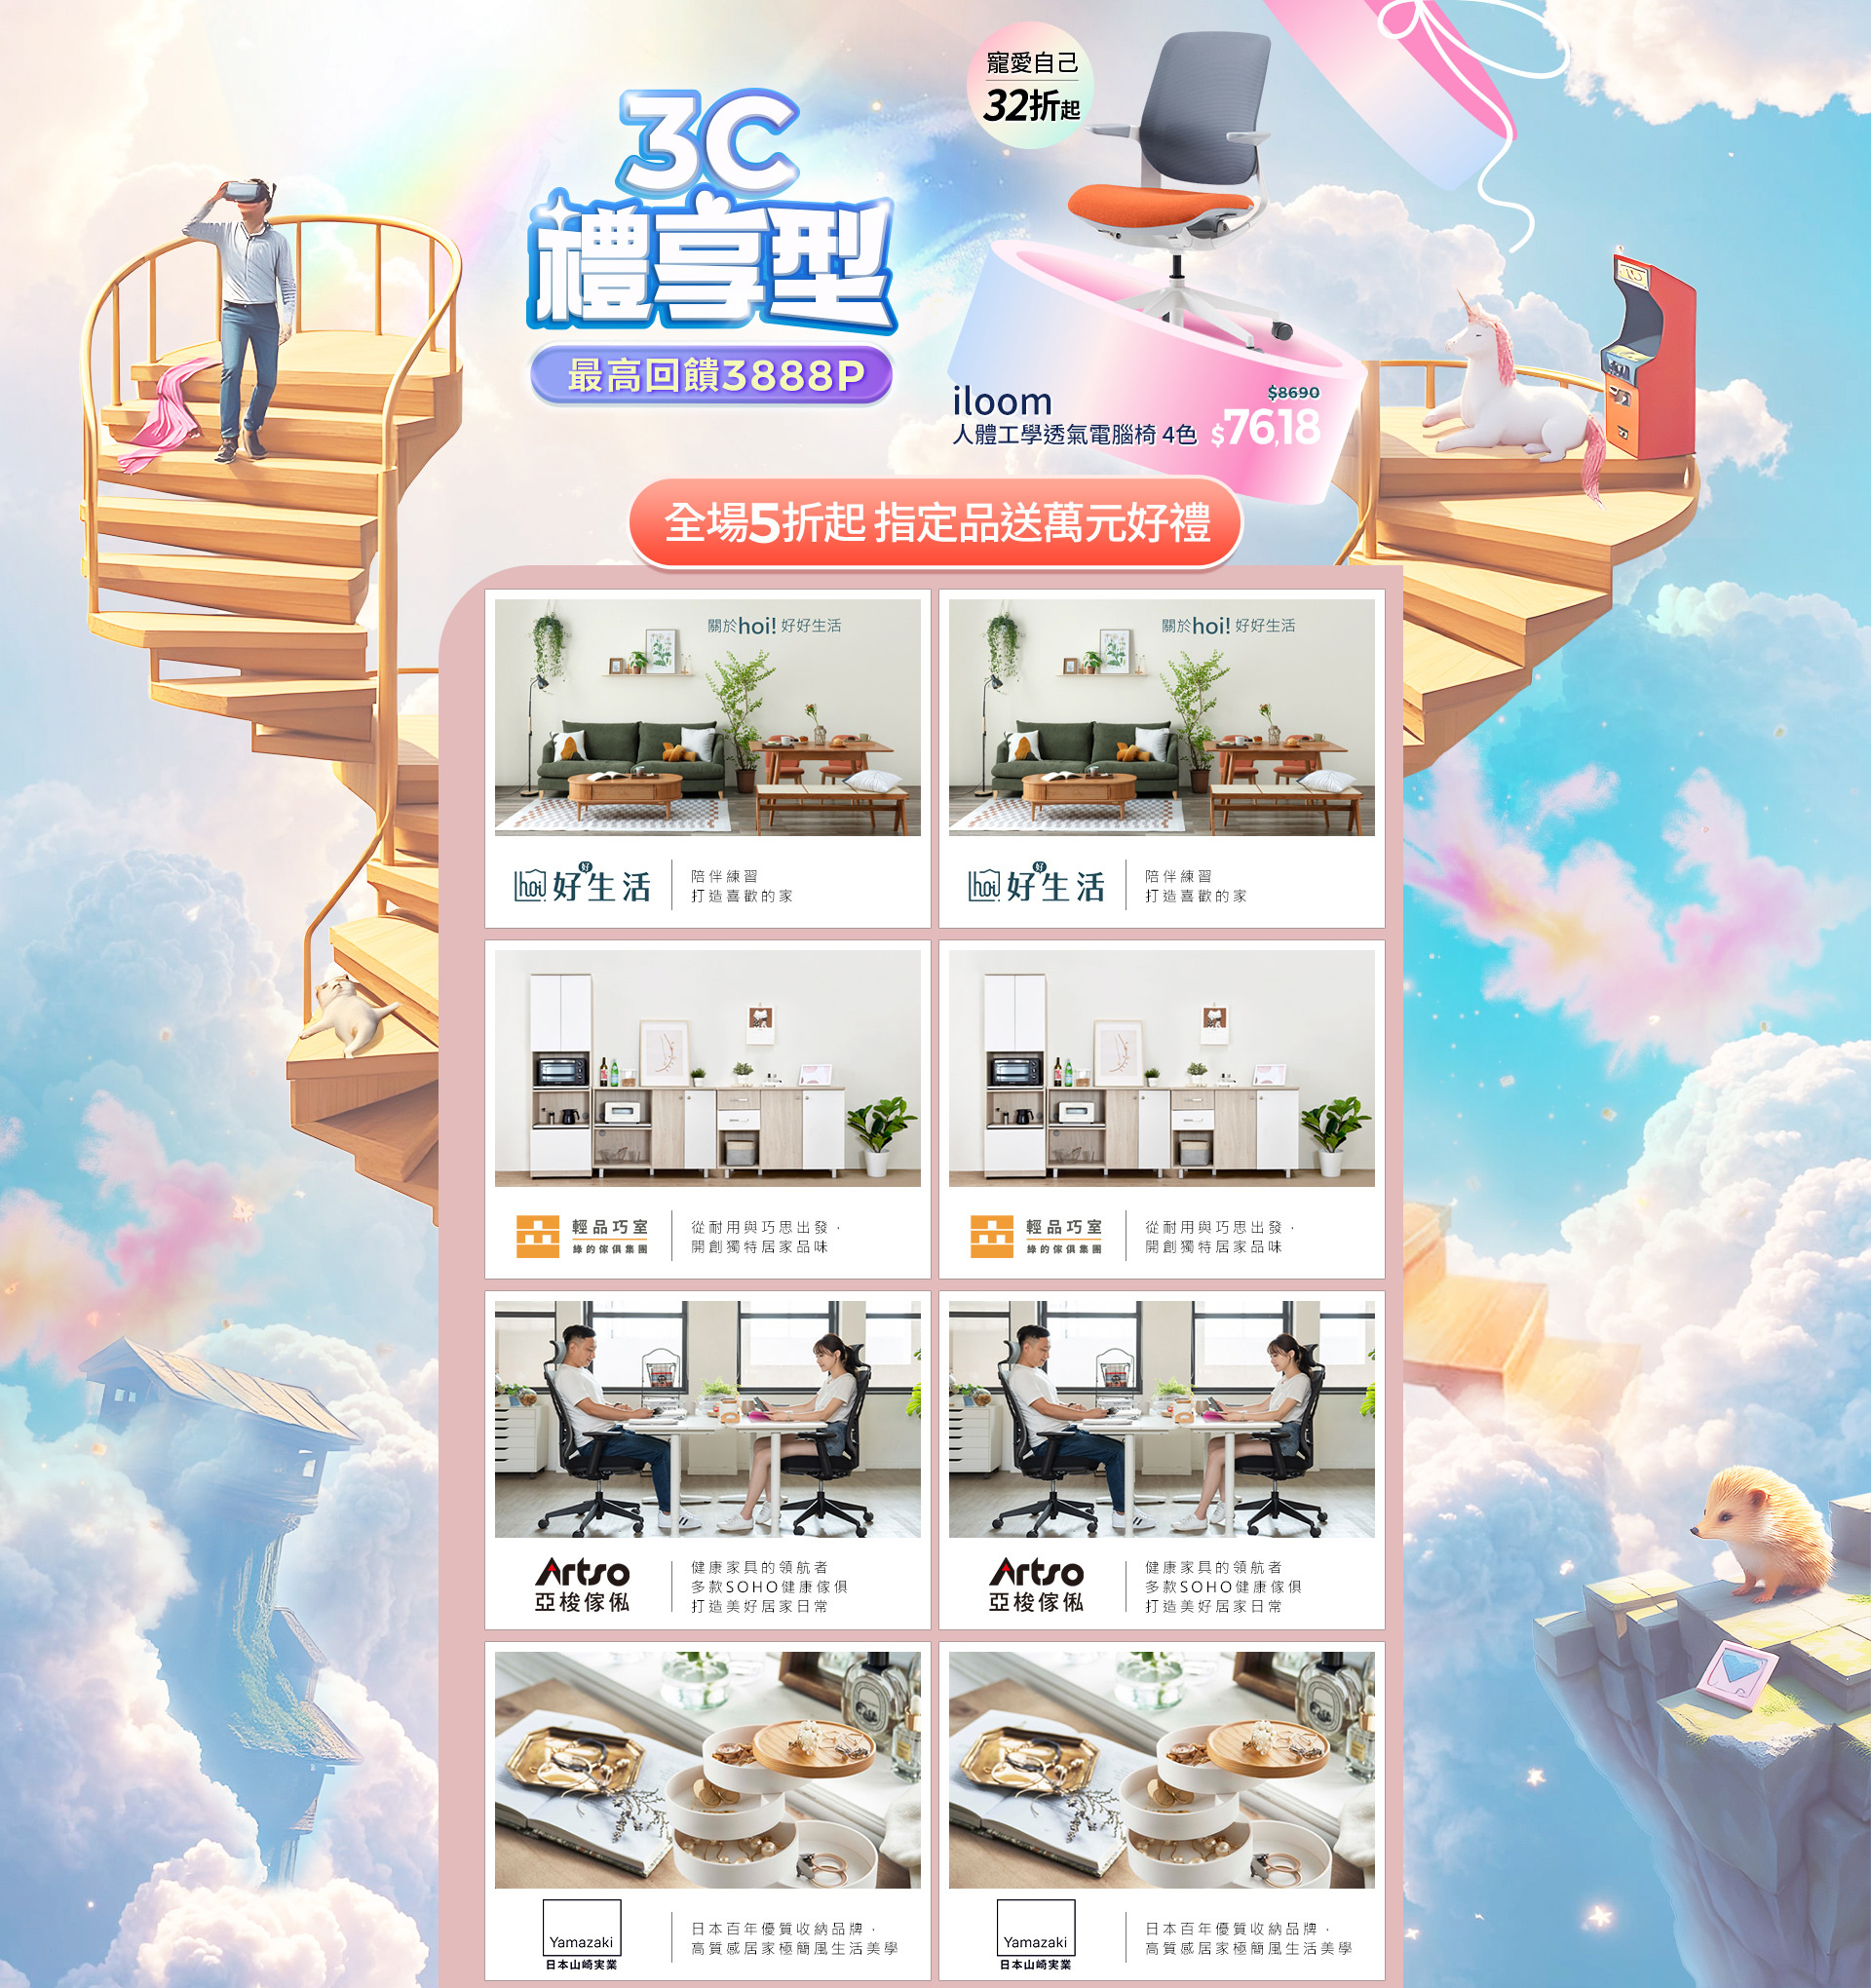 寵愛自己
32折起
3C
禮享型
最高回饋3888P
iloom
人體工學透氣電腦椅 4色
$8690
$7,618
全場5折起 指定品送萬元好禮
關於hoi! 好好生活
關於hoi! 好好生活
hoi! 好好生活
陪伴練習
打造喜歡的家
hoi! 好好生活
陪伴練習
打造喜歡的家
輕品巧室
綠的傢俱集團
從耐用與巧思出發·
開創獨特居家品味
輕品巧室
綠的傢俱集團
從耐用與巧思出發·
開創獨特居家品味
Artso
亞梭傢俬
健康家具的領航者
多款SOHO健康傢俱
打造美好居家日常
Artso
亞梭傢俬
健康家具的領航者
多款SOHO健康傢俱
打造美好居家日常
Yamazaki
日本山崎実業
日本百年優質收納品牌·
高質感居家極簡風生活美學
Yamazaki
日本山崎実業
日本百年優質收納品牌·
高質感居家極簡風生活美學